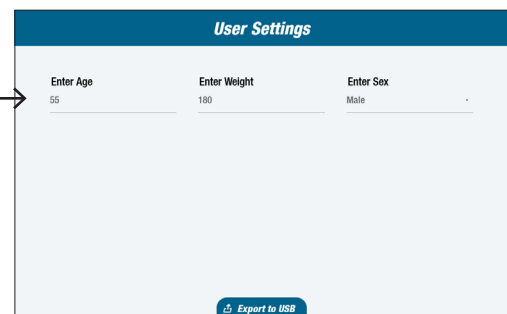 User Settings
Enter Age Enter Weight Enter Sex
55 180 Male
Export to USB